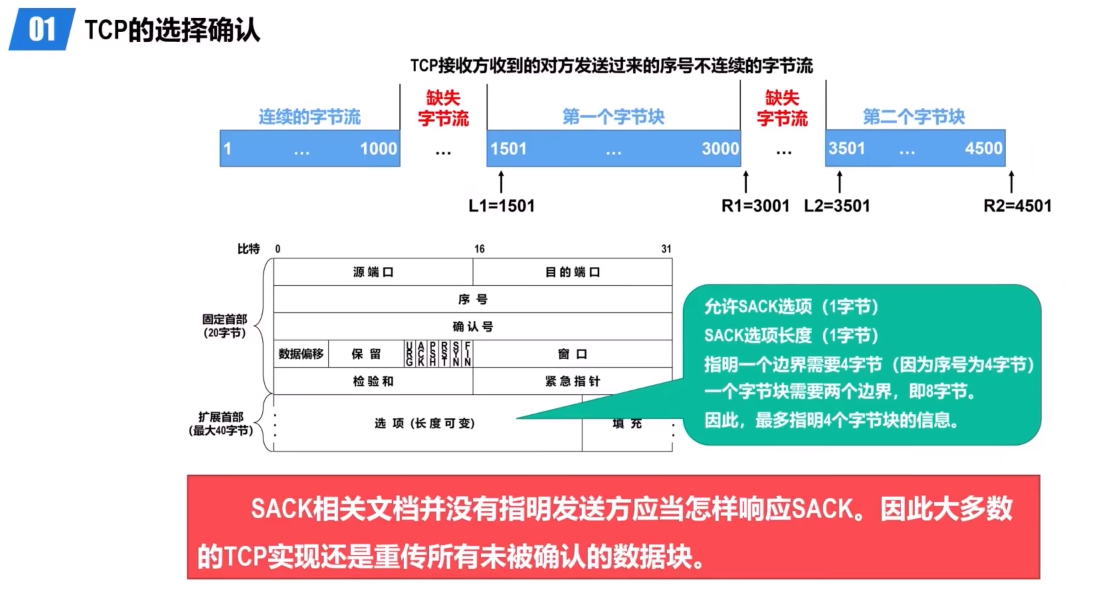 01 TCP的选择确认
TCP接收方收到的对方发送过来的序号不连续的字节流
连续的字节流
缺失
字节流
第一个字节块
缺失
字节流
第二个字节块
1 … 1000 … 1501 … 3000 … 3501 … 4500
L1=1501 R1=3001 L2=3501 R2=4501
比特 0 16 31
固定首部
(20字节)
源端口 目的端口
序号
确认号
数据偏移 保留 URG ACK PSH RST SYN FIN 窗口
检验和 紧急指针
扩展首部
(最大40字节)
选项 (长度可变) 填充
允许SACK选项（1字节）
SACK选项长度（1字节）
指明一个边界需要4字节（因为序号为4字节）
一个字节块需要两个边界，即8字节。
因此，最多指明4个字节块的信息。
SACK相关文档并没有指明发送方应当怎样响应SACK。因此大多数
的TCP实现还是重传所有未被确认的数据块。